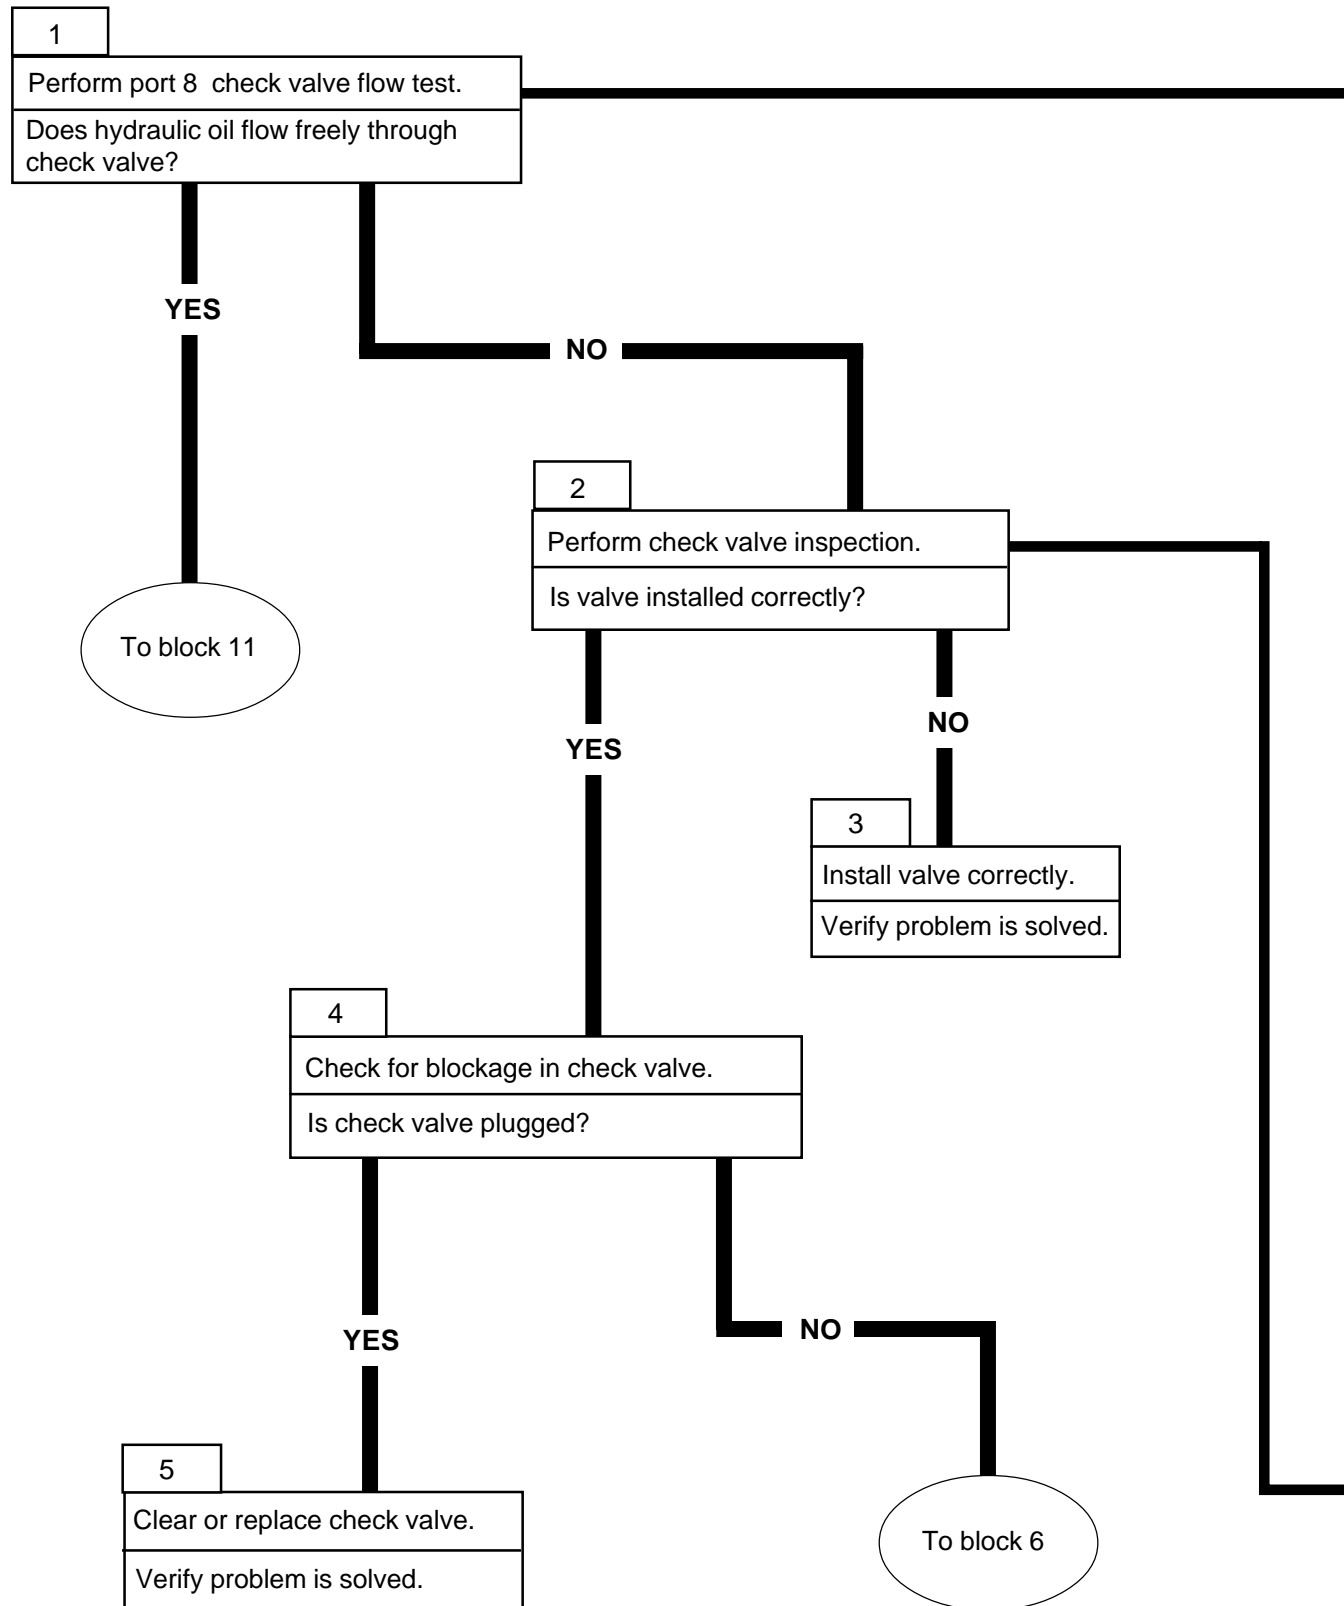 1
Perform port 8  check valve flow test.
Does hydraulic oil flow freely through
check valve?
YES
NO
To block 11
2
Perform check valve inspection.
Is valve installed correctly?
YES
NO
3
Install valve correctly.
Verify problem is solved.
4
Check for blockage in check valve.
Is check valve plugged?
YES
NO
5
Clear or replace check valve.
Verify problem is solved.
To block 6